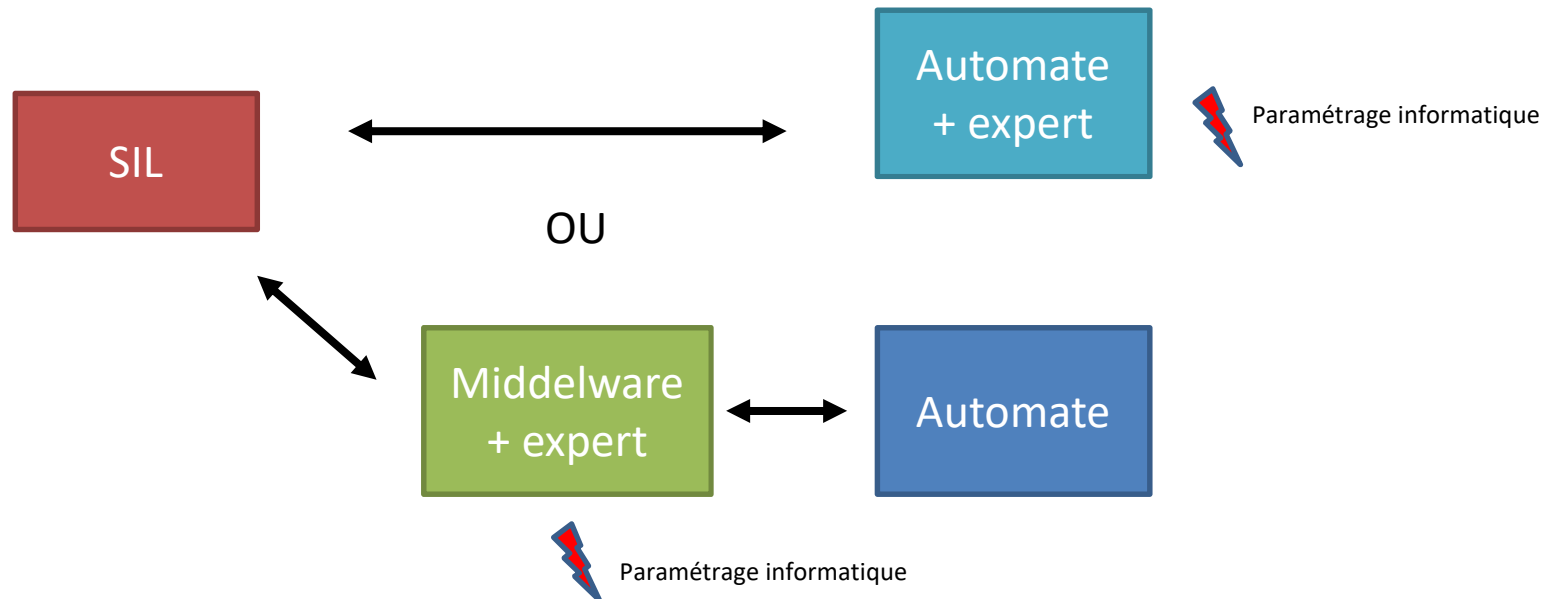 SIL
Automate
+ expert
Paramétrage informatique
OU
Middelware
+ expert
Automate
Paramétrage informatique